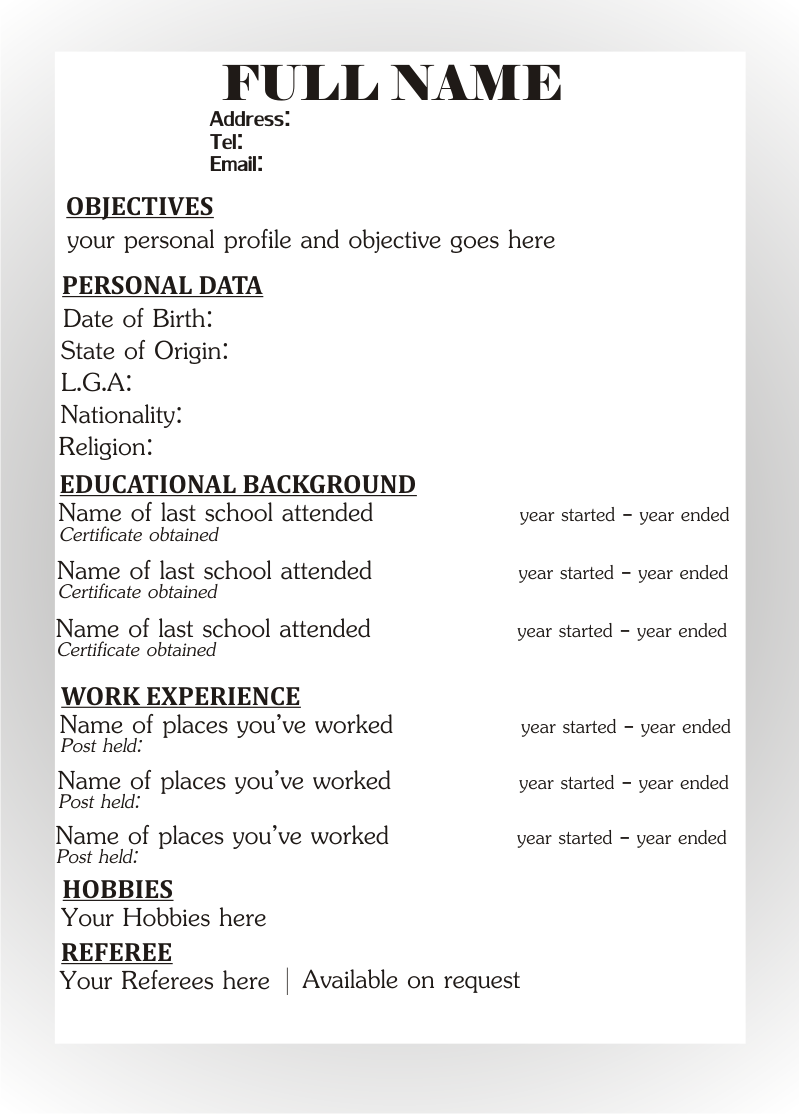 FULL NAME
Address:
Tel:
Email:
OBJECTIVES
your personal profile and objective goes here
PERSONAL DATA
Date of Birth:
State of Origin:
L.G.A:
Nationality:
Religion:
EDUCATIONAL BACKGROUND
Name of last school attended year started – year ended
Certificate obtained
Name of last school attended year started – year ended
Certificate obtained
Name of last school attended year started – year ended
Certificate obtained
WORK EXPERIENCE
Name of places you've worked year started – year ended
Post held:
Name of places you've worked year started – year ended
Post held:
Name of places you've worked year started – year ended
Post held:
HOBBIES
Your Hobbies here
REFEREE
Your Referees here | Available on request